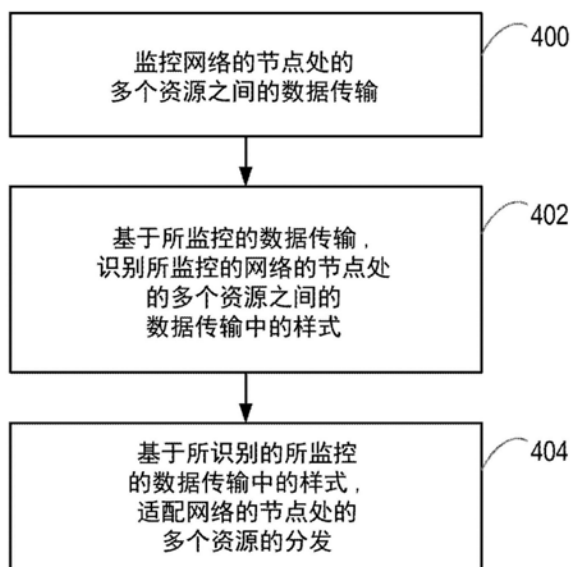 监控网络的节点处的
多个资源之间的数据传输
400
基于所监控的数据传输，
识别所监控的网络的节点处
的多个资源之间的
数据传输中的样式
402
基于所识别的所监控
的数据传输中的样式，
适配网络的节点处的
多个资源的分发
404